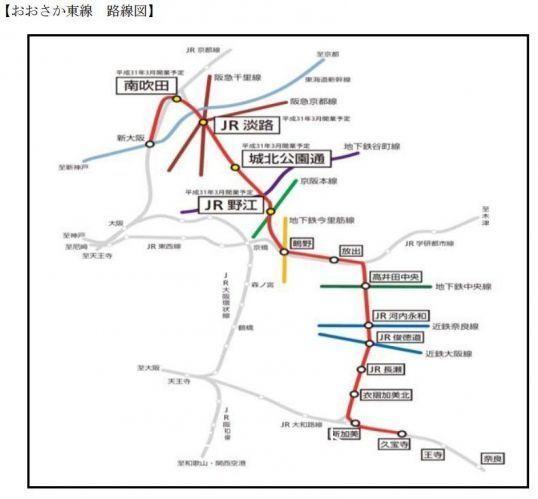 【おおさか東線　路線図】
JR 京都線
至京都
東海道新幹線
平成31年3月開業予定
南吹田
阪急千里線
阪急京都線
平成31年3月開業予定
JR 淡路
新大阪
至新神戸
平成31年3月開業予定
城北公園通
地下鉄谷町線
京阪本線
平成31年3月開業予定
JR 野江
大阪
地下鉄今里筋線
至神戸
至尼崎
至天王寺
JR 東西線
京橋
鴫野
放出
JR 学研都市線
至木津
森ノ宮
JR大阪環状線
高井田中央
地下鉄中央線
鶴橋
JR 河内永和
近鉄奈良線
JR 俊徳道
近鉄大阪線
至大阪
天王寺
JR 長瀬
衣摺加美北
JR 大和路線
新加美
久宝寺
王寺
奈良
JR阪和線
至和歌山・関西空港